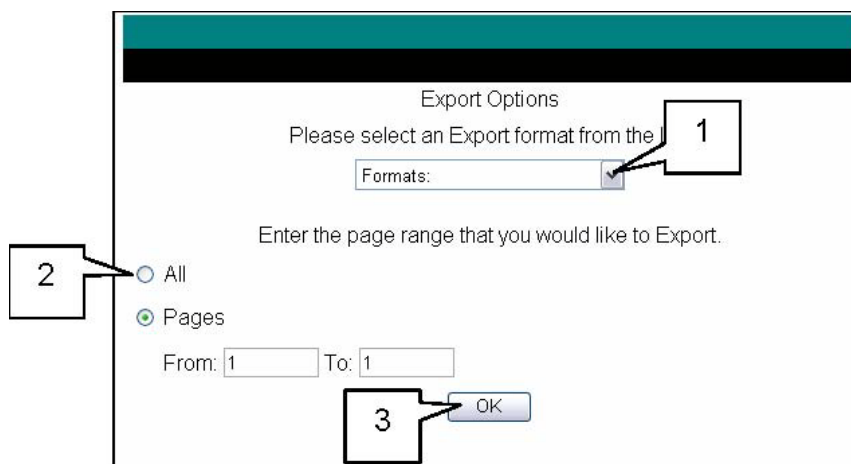 Export Options
Please select an Export format from the
1
Formats:
Enter the page range that you would like to Export.
2
All
Pages
From: 1 To: 1
3
OK